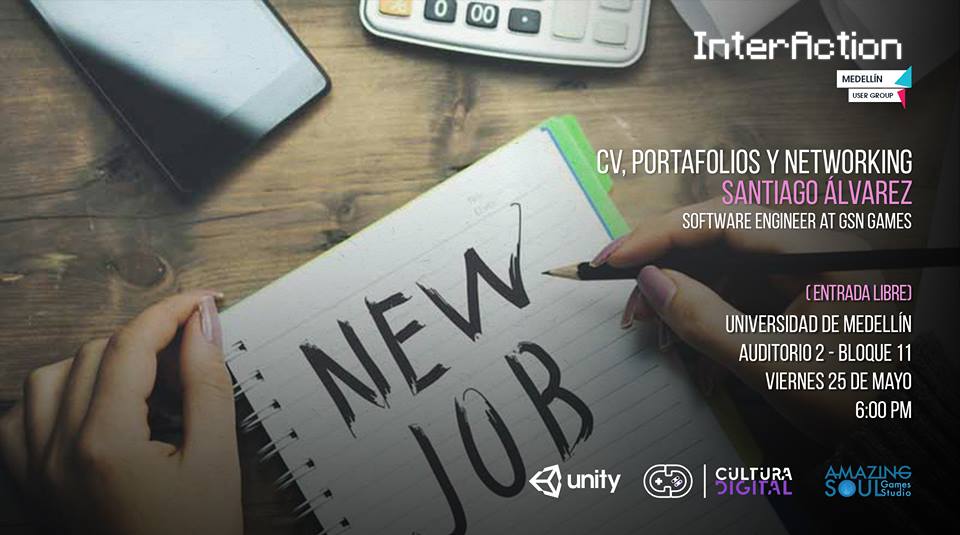 0 00 .
InterAction
MEDELLÍN
USER GROUP
CV, PORTAFOLIOS Y NETWORKING
SANTIAGO ÁLVAREZ
SOFTWARE ENGINEER AT GSN GAMES
( ENTRADA LIBRE)
UNIVERSIDAD DE MEDELLÍN
AUDITORIO 2 - BLOQUE 11
VIERNES 25 DE MAYO
6:00 PM
NEW
JOB
unity
CULTURA
DIGITAL
AMAZING
SOUL Games
Studio